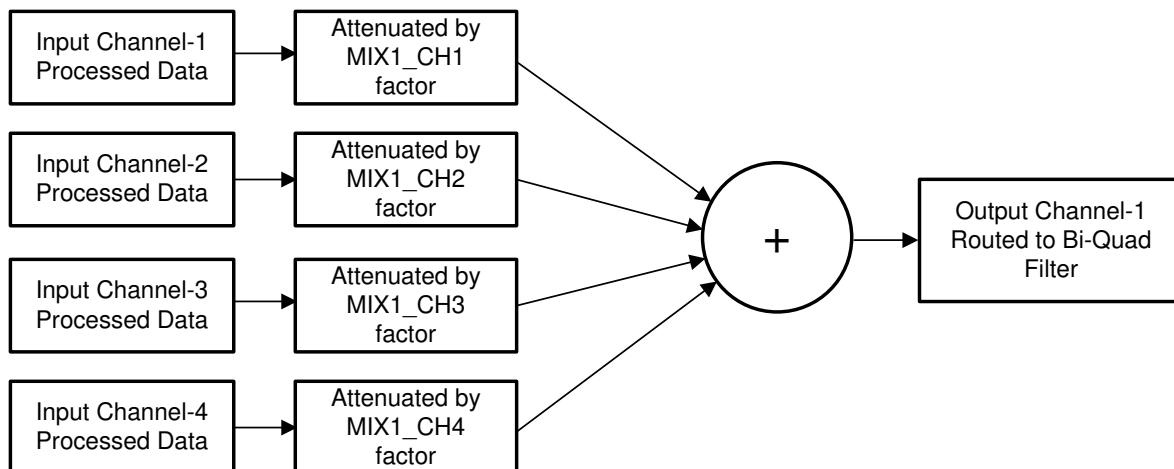 Input Channel-1
Processed Data
Attenuated by
MIX1_CH1
factor
Input Channel-2
Processed Data
Attenuated by
MIX1_CH2
factor
Input Channel-3
Processed Data
Attenuated by
MIX1_CH3
factor
Input Channel-4
Processed Data
Attenuated by
MIX1_CH4
factor
+
Output Channel-1
Routed to Bi-Quad
Filter